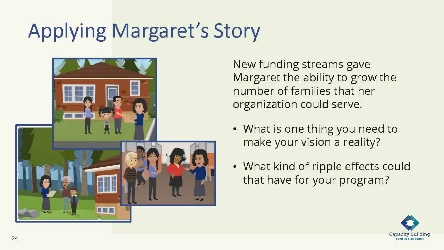 Applying Margaret's Story
New funding streams gave
Margaret the ability to grow the
number of families that her
organization could serve.
• What is one thing you need to
make your vision a reality?
• What kind of ripple effects could
that have for your program?
Capacity Building